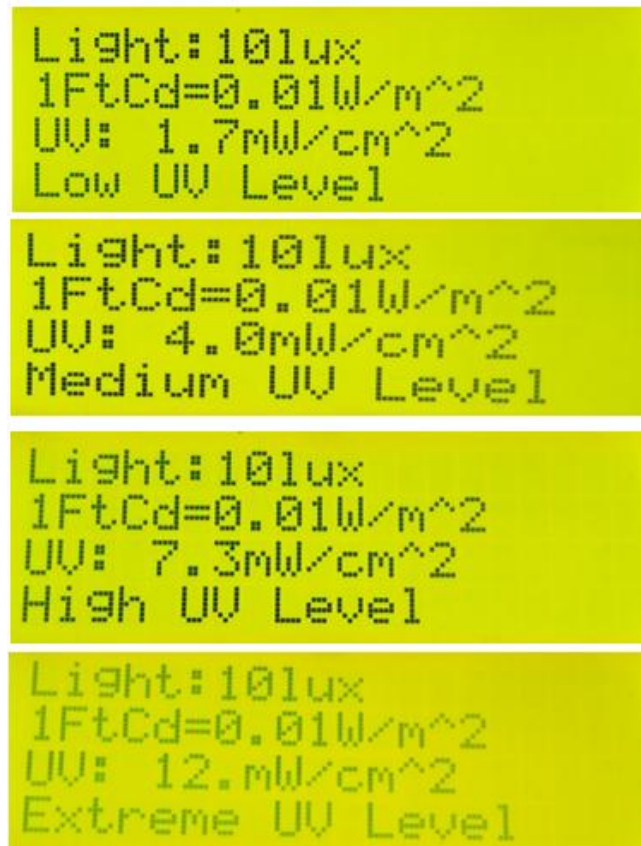 Light:10lux
1FtCd=0.01W/m^2
UV: 1.7mW/cm^2
Low UV Level
Light:10lux
1FtCd=0.01W/m^2
UV: 4.0mW/cm^2
Medium UV Level
Light:10lux
1FtCd=0.01W/m^2
UV: 7.3mW/cm^2
High UV Level
Light:10lux
1FtCd=0.01W/m^2
UV: 12.mW/cm^2
Extreme UV Level